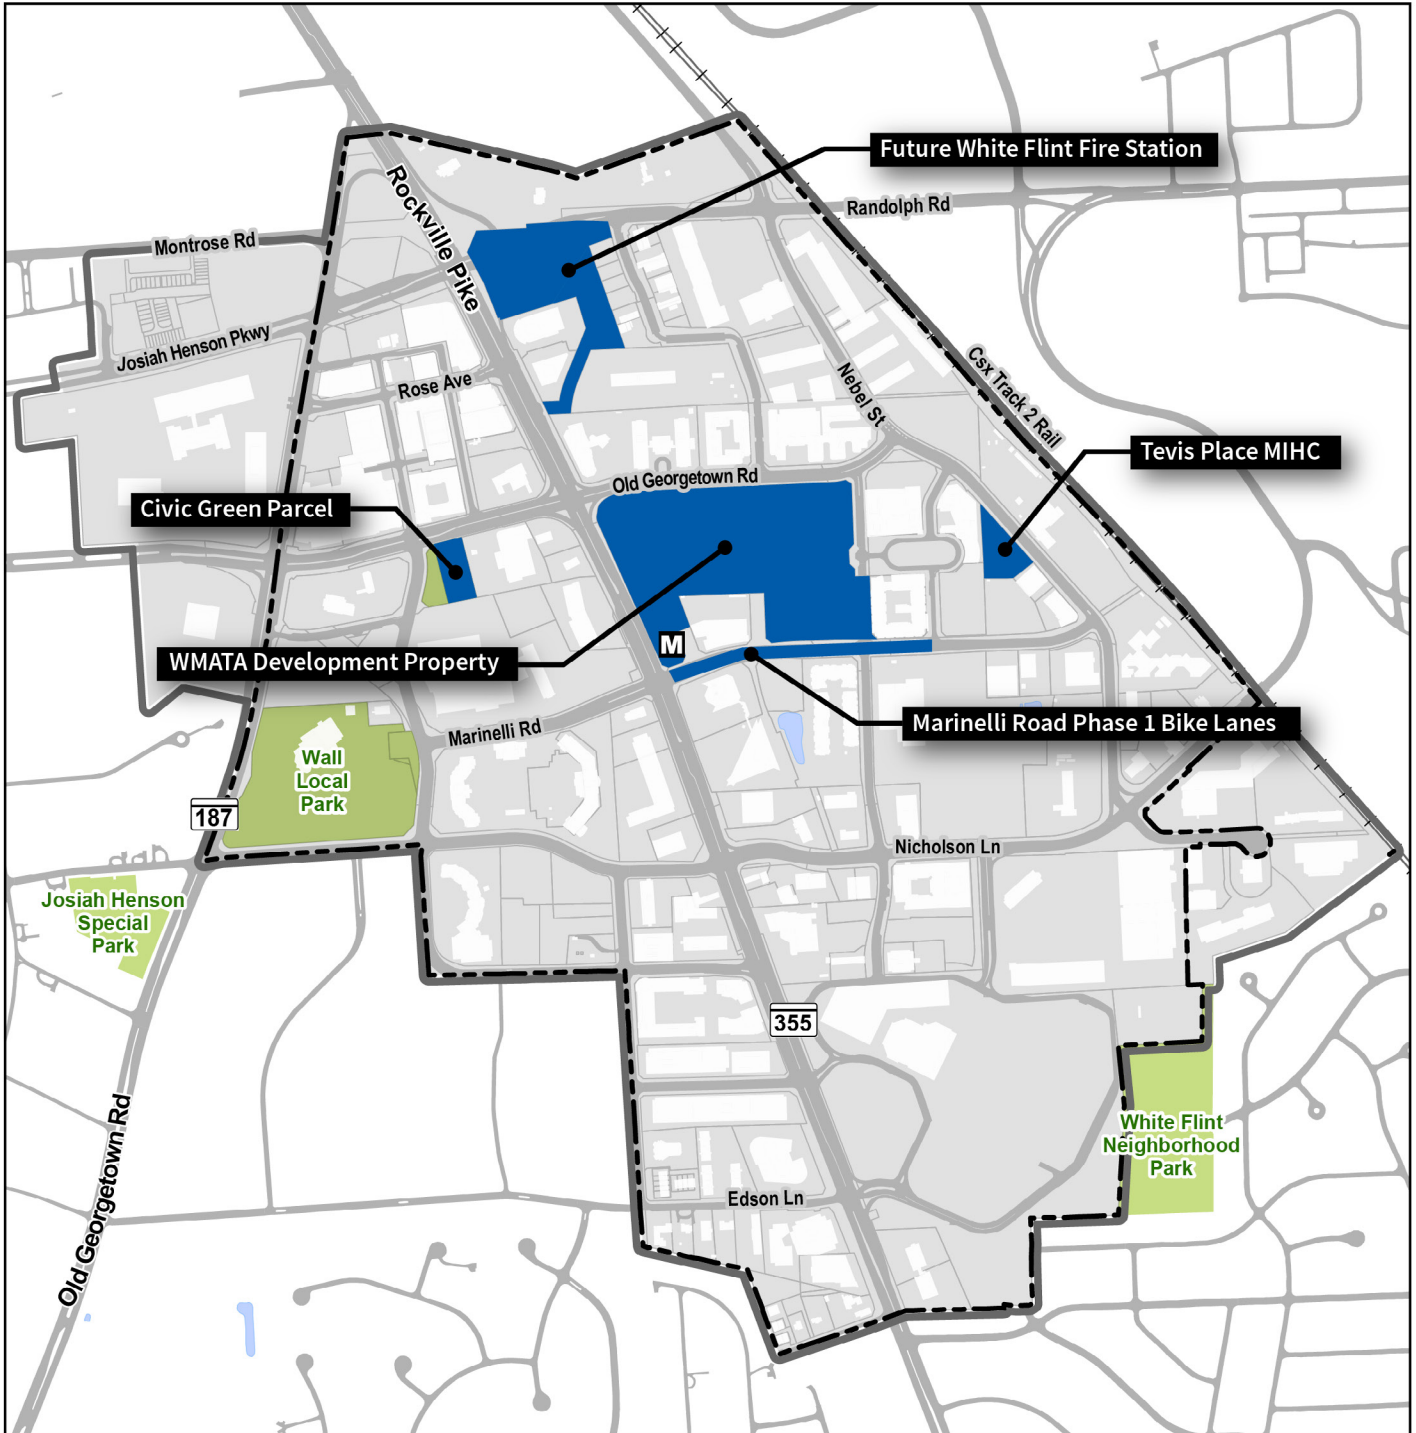 Future White Flint Fire Station
Rockville Pike
Randolph Rd
Montrose Rd
Josiah Henson Pkwy
Rose Ave
Nebel St
Csx Track 2 Rail
Tevis Place MIHC
Old Georgetown Rd
Civic Green Parcel
M
WMATA Development Property
Marinelli Road Phase 1 Bike Lanes
Marinelli Rd
Wall
Local
Park
187
Nicholson Ln
Josiah Henson
Special
Park
355
White Flint
Neighborhood
Park
Edson Ln
Old Georgetown Rd